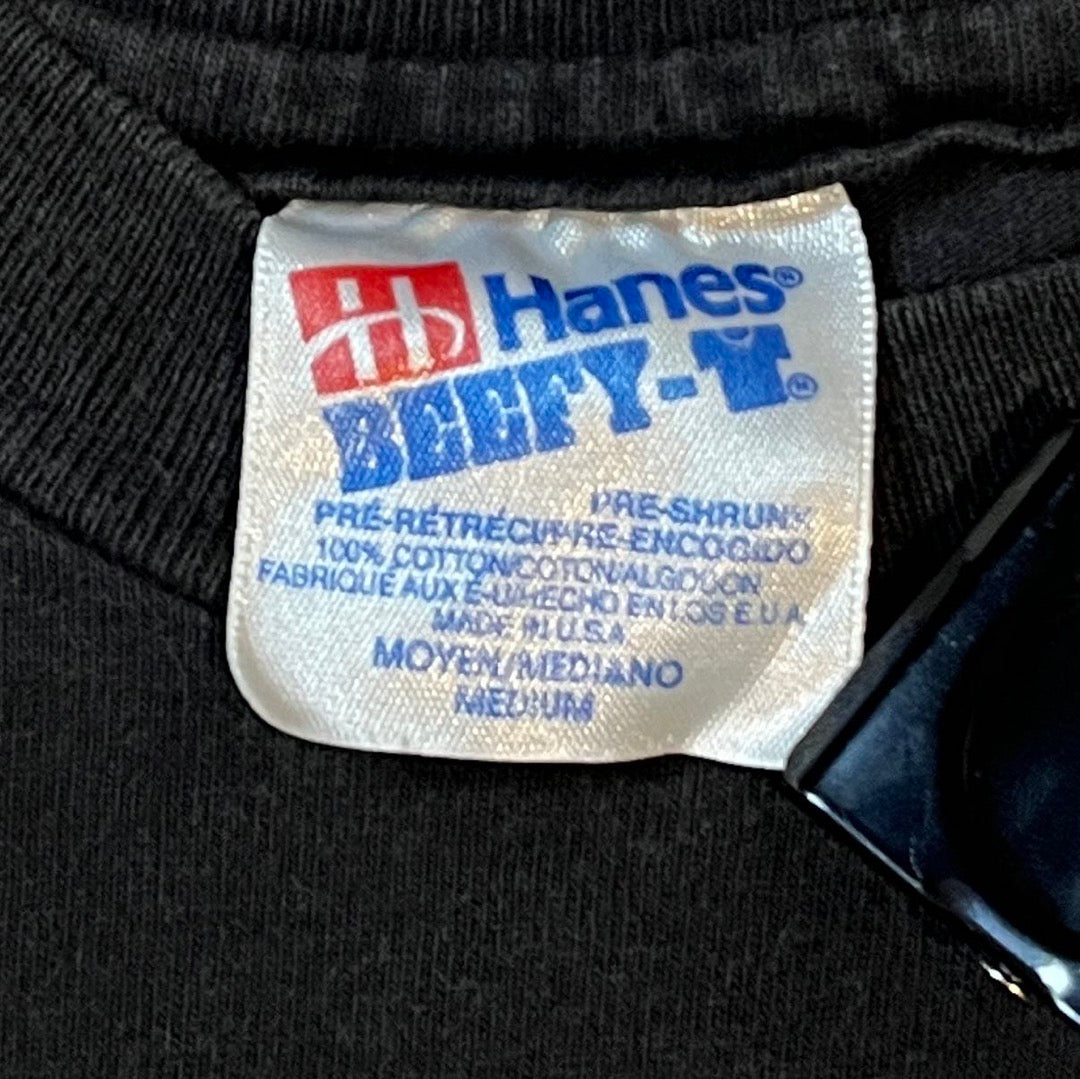 H Hanes®
BEEFY-T®
PRE-SHRUNK
PRÉ-RÉTRÉCI/PRE-ENCOGIDO
100% COTTON/COTON/ALGODON
FABRIQUÉ AUX É-U/HECHO EN LOS E.U.A.
MADE IN U.S.A.
MOYEN/MEDIANO
MEDIUM